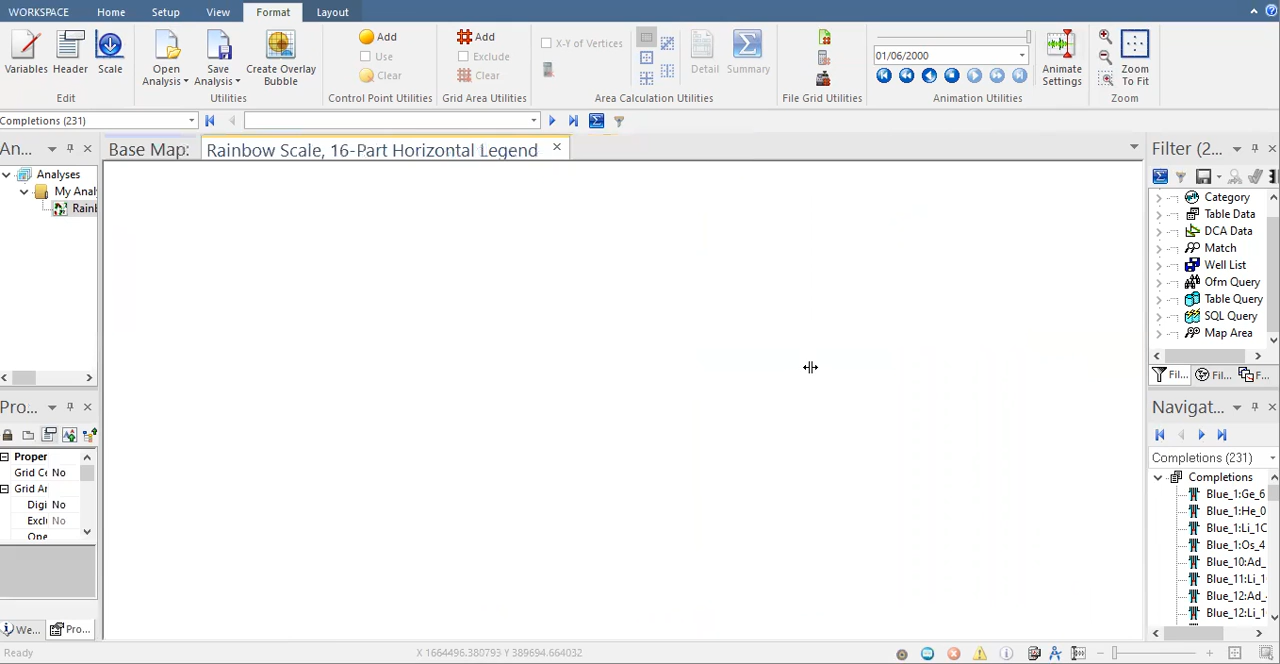 WORKSPACE Home Setup View Format Layout
Variables Header Scale
Edit
Open Analysis Save Analysis Create Overlay Bubble
Utilities
Add
Use
Clear
Control Point Utilities
Add
Exclude
Clear
Grid Area Utilities
X-Y of Vertices
Detail Summary
Area Calculation Utilities
File Grid Utilities
01/06/2000
Animation Utilities
Animate Settings
Zoom To Fit
Zoom
Completions (231)
An...
Analyses
My Anal
Rainb
Base Map: Rainbow Scale, 16-Part Horizontal Legend
Filter (2...
Category
Table Data
DCA Data
Match
Well List
Ofm Query
Table Query
SQL Query
Map Area
Fil... Fil... F...
Pro...
Proper
Grid Ce No
Grid Ar
Digi No
Excl No
One
We... Pro...
Navigat...
Completions (231)
Completions
Blue_1:Ge_6
Blue_1:He_0
Blue_1:Li_1C
Blue_1:Os_4
Blue_10:Ad_
Blue_11:Li_1
Blue_12:Ad_
Blue_12:Li_1
Ready X 1664496.380793 Y 389694.664032